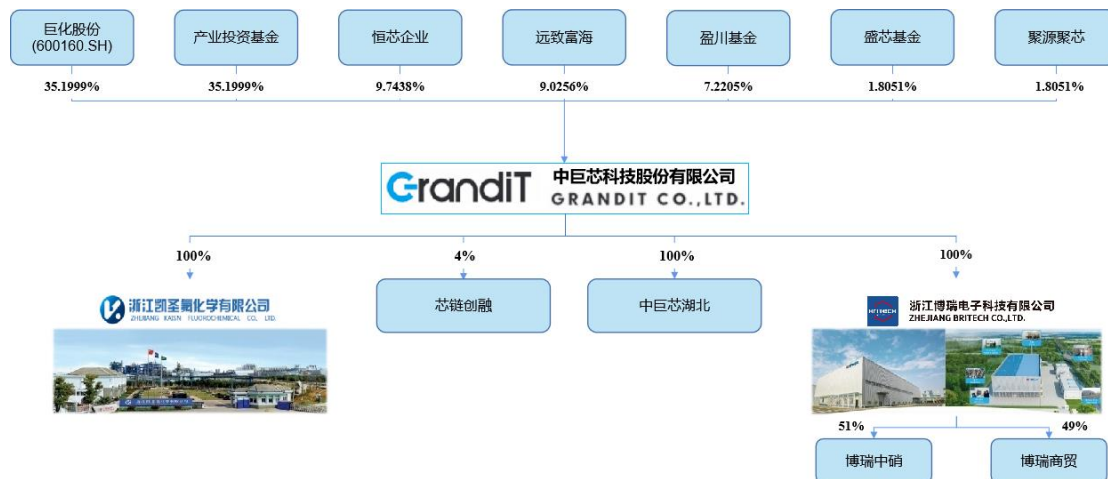 巨化股份
(600160.SH)
产业投资基金
恒芯企业
远致富海
盈川基金
盛芯基金
聚源聚芯
35.1999%
35.1999%
9.7438%
9.0256%
7.2205%
1.8051%
1.8051%
GrandiT
中巨芯科技股份有限公司
GRANDIT CO.,LTD.
100%
4%
100%
100%
浙江凯圣氟化学有限公司
ZHEJIANG KAISN FLUOROCHEMICAL CO., LTD.
芯链创融
中巨芯湖北
浙江博瑞电子科技有限公司
ZHEJIANG BRITECH CO.,LTD.
51%
49%
博瑞中硝
博瑞商贸